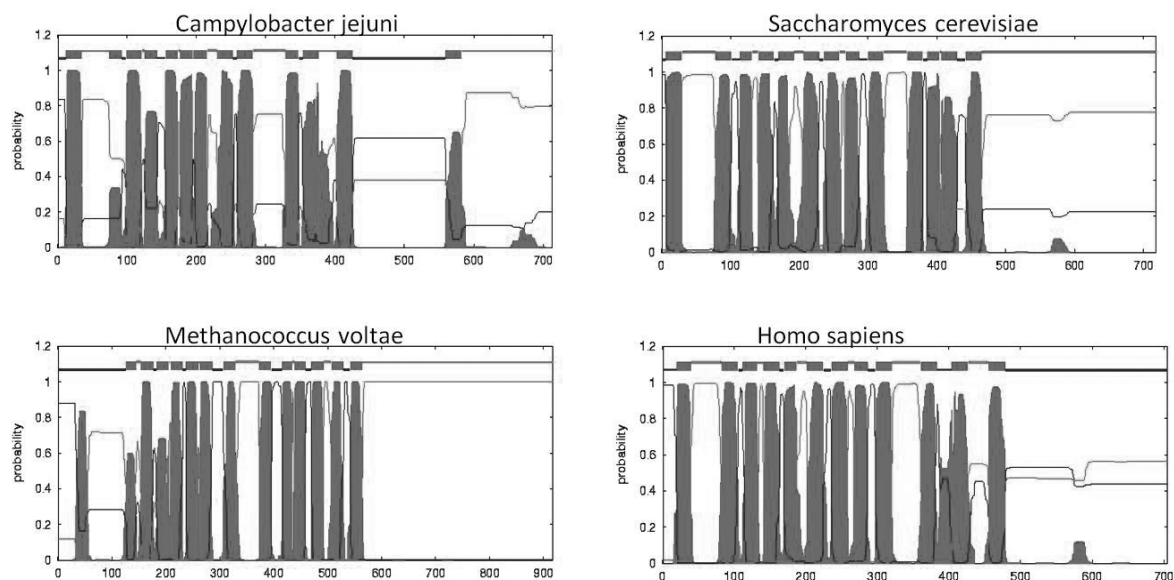 Campylobacter jejuni
1.2
1
0.8
0.6
0.4
0.2
0
probability
0 100 200 300 400 500 600 700
Saccharomyces cerevisiae
1.2
1
0.8
0.6
0.4
0.2
0
probability
0 100 200 300 400 500 600 700
Methanococcus voltae
1.2
1
0.8
0.6
0.4
0.2
0
probability
0 100 200 300 400 500 600 700 800 900
Homo sapiens
1.2
1
0.8
0.6
0.4
0.2
0
probability
0 100 200 300 400 500 600 700